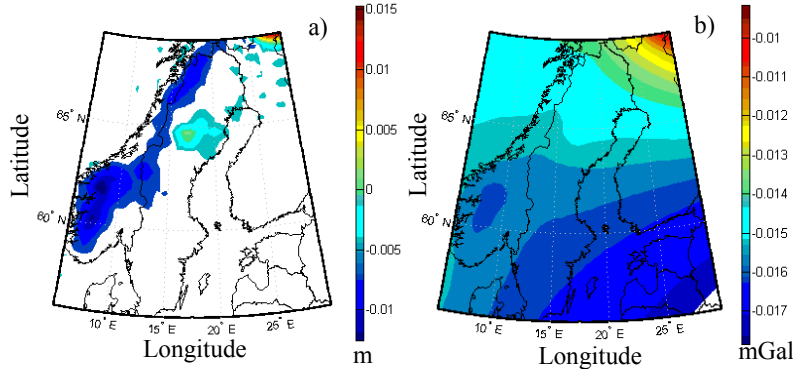 a)
0.015
0.01
0.005
0
-0.005
-0.01
m
Latitude
65° N
60° N
10° E
15° E
20° E
25° E
Longitude
b)
-0.01
-0.011
-0.012
-0.013
-0.014
-0.015
-0.016
-0.017
mGal
Latitude
65° N
60° N
10° E
15° E
20° E
25° E
Longitude